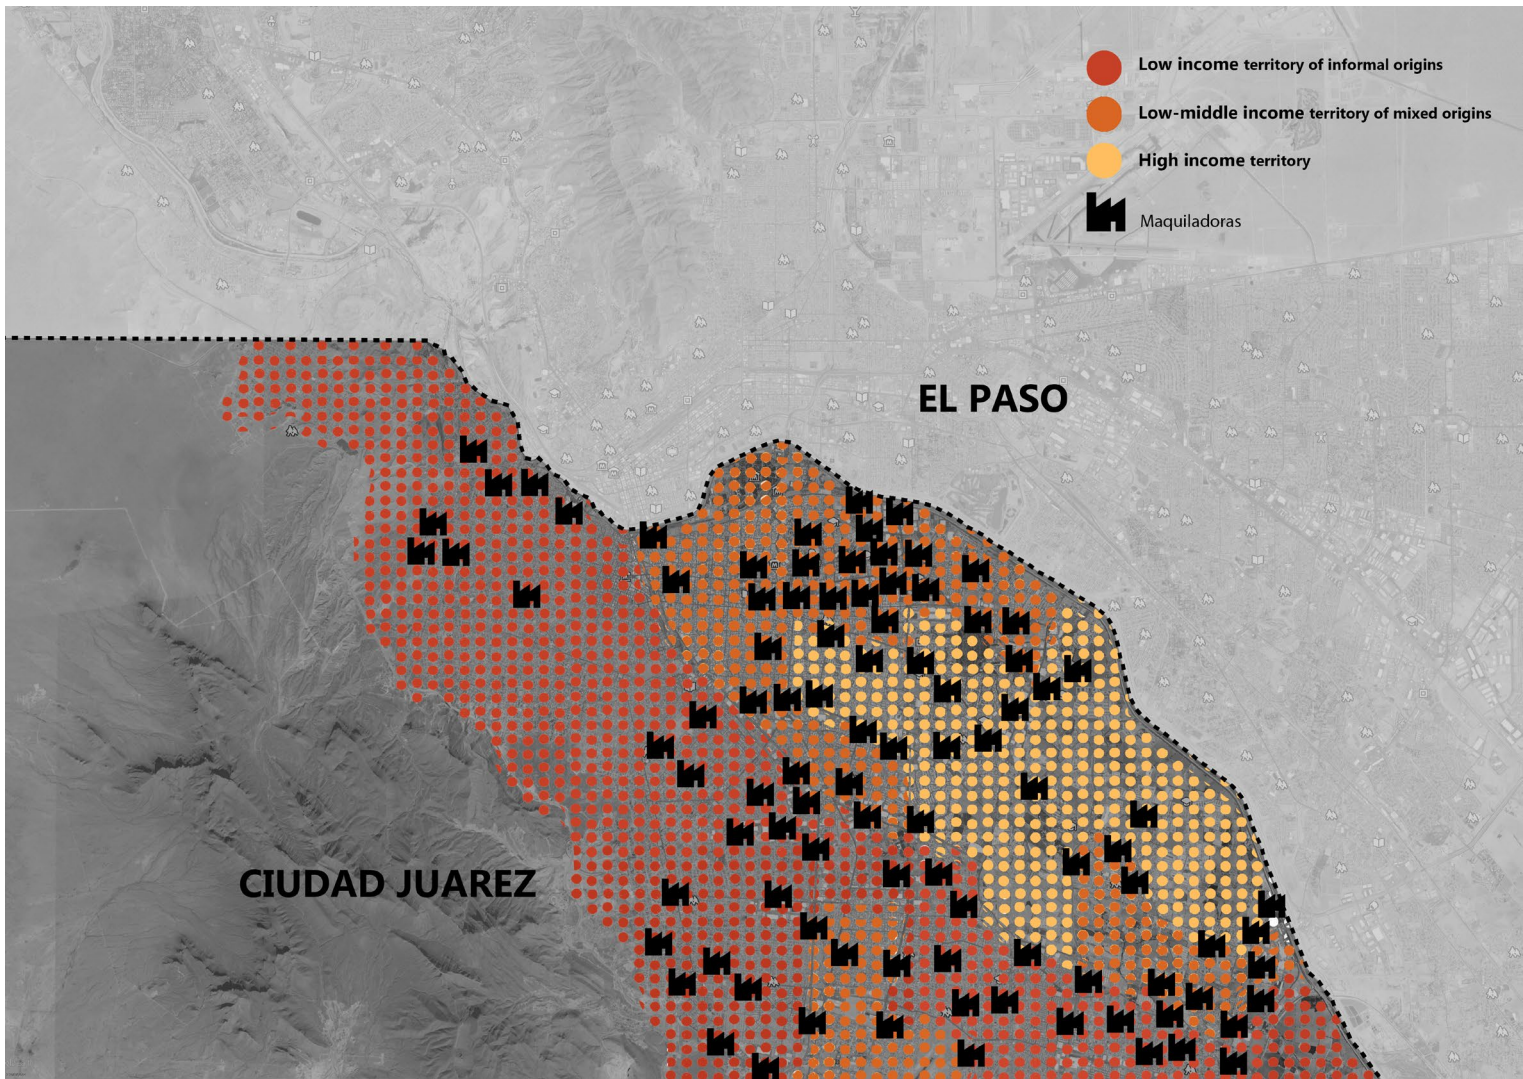 Low income territory of informal origins
Low-middle income territory of mixed origins
High income territory
Maquiladoras
EL PASO
CIUDAD JUAREZ